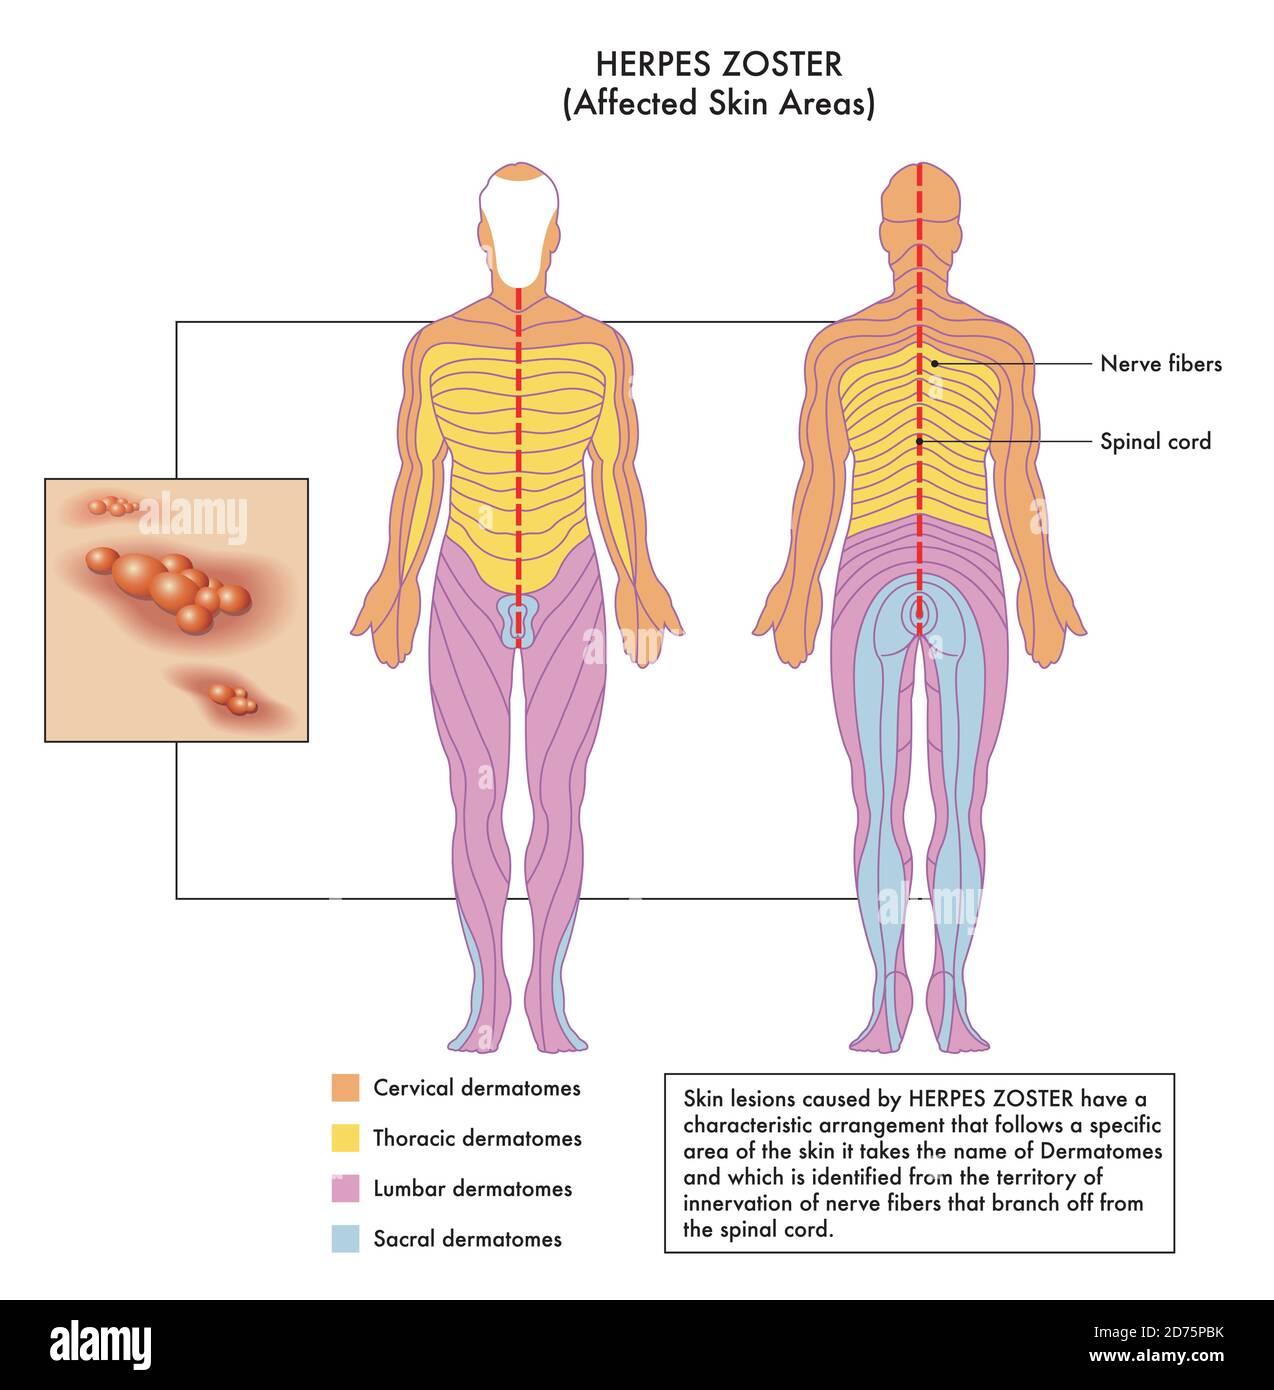 HERPES ZOSTER
(Affected Skin Areas)
Nerve fibers
Spinal cord
alamy
a
a
a
a
a
alamy
a
Cervical dermatomes
Thoracic dermatomes
Lumbar dermatomes
Sacral dermatomes
Skin lesions caused by HERPES ZOSTER have a
characteristic arrangement that follows a specific
area of the skin it takes the name of Dermatomes
and which is identified from the territory of
innervation of nerve fibers that branch off from
the spinal cord.
alamy
Image ID: 2D75PBK
www.alamy.com